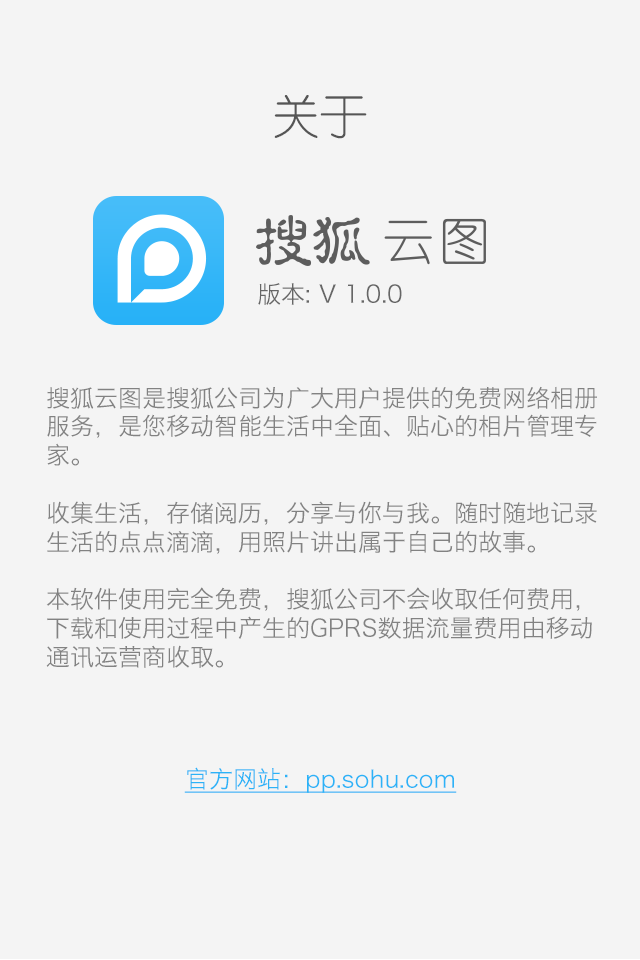 关于
搜狐 云图
版本: V 1.0.0
搜狐云图是搜狐公司为广大用户提供的免费网络相册
服务，是您移动智能生活中全面、贴心的相片管理专
家。
收集生活，存储阅历，分享与你与我。随时随地记录
生活的点点滴滴，用照片讲出属于自己的故事。
本软件使用完全免费，搜狐公司不会收取任何费用，
下载和使用过程中产生的GPRS数据流量费用由移动
通讯运营商收取。
官方网站：pp.sohu.com